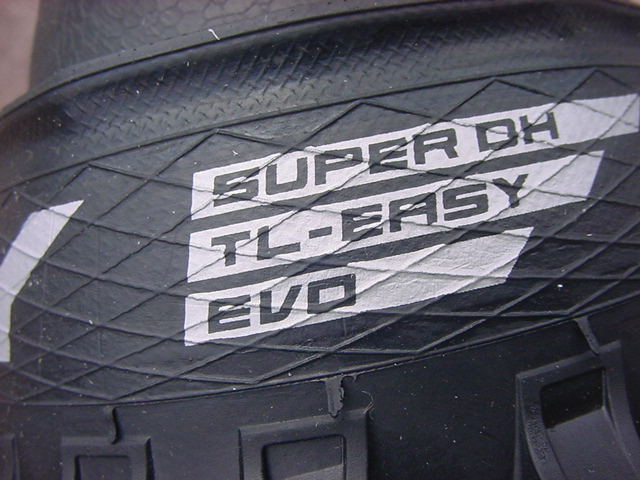 SUPER DH
TL-EASY
EVO